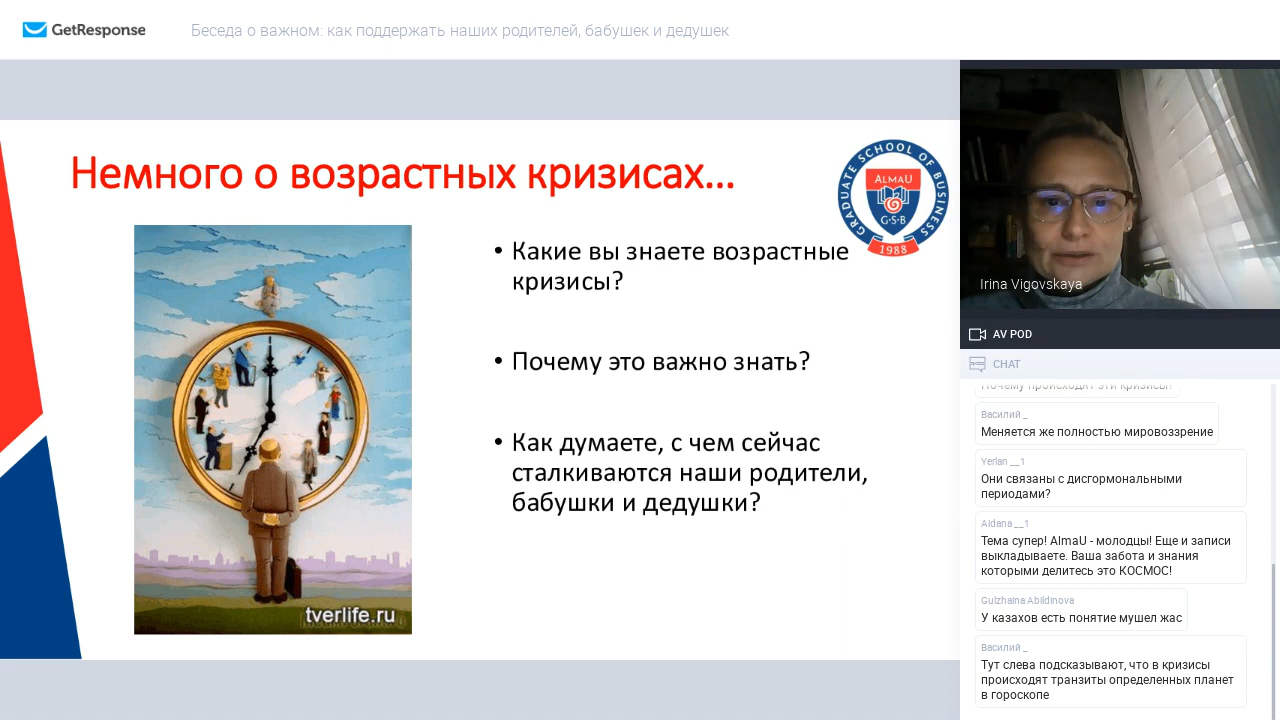 GetResponse
Беседа о важном: как поддержать наших родителей, бабушек и дедушек
Немного о возрастных кризисах...
GRADUATE SCHOOL OF BUSINESS
ALMAU
G·S·B
1988
• Какие вы знаете возрастные
кризисы?
• Почему это важно знать?
• Как думаете, с чем сейчас
сталкиваются наши родители,
бабушки и дедушки?
tverlife.ru
Irina Vigovskaya
AV POD
CHAT
Почему происходят эти кризисы?
Василий _
Меняется же полностью мировоззрение
Yerlan __1
Они связаны с дисгормональными
периодами?
Aidana __1
Тема супер! AlmaU - молодцы! Еще и записи
выкладываете. Ваша забота и знания
которыми делитесь это КОСМОС!
Gulzhaina Abildinova
У казахов есть понятие мушел жас
Василий _
Тут слева подсказывают, что в кризисы
происходят транзиты определенных планет
в гороскопе